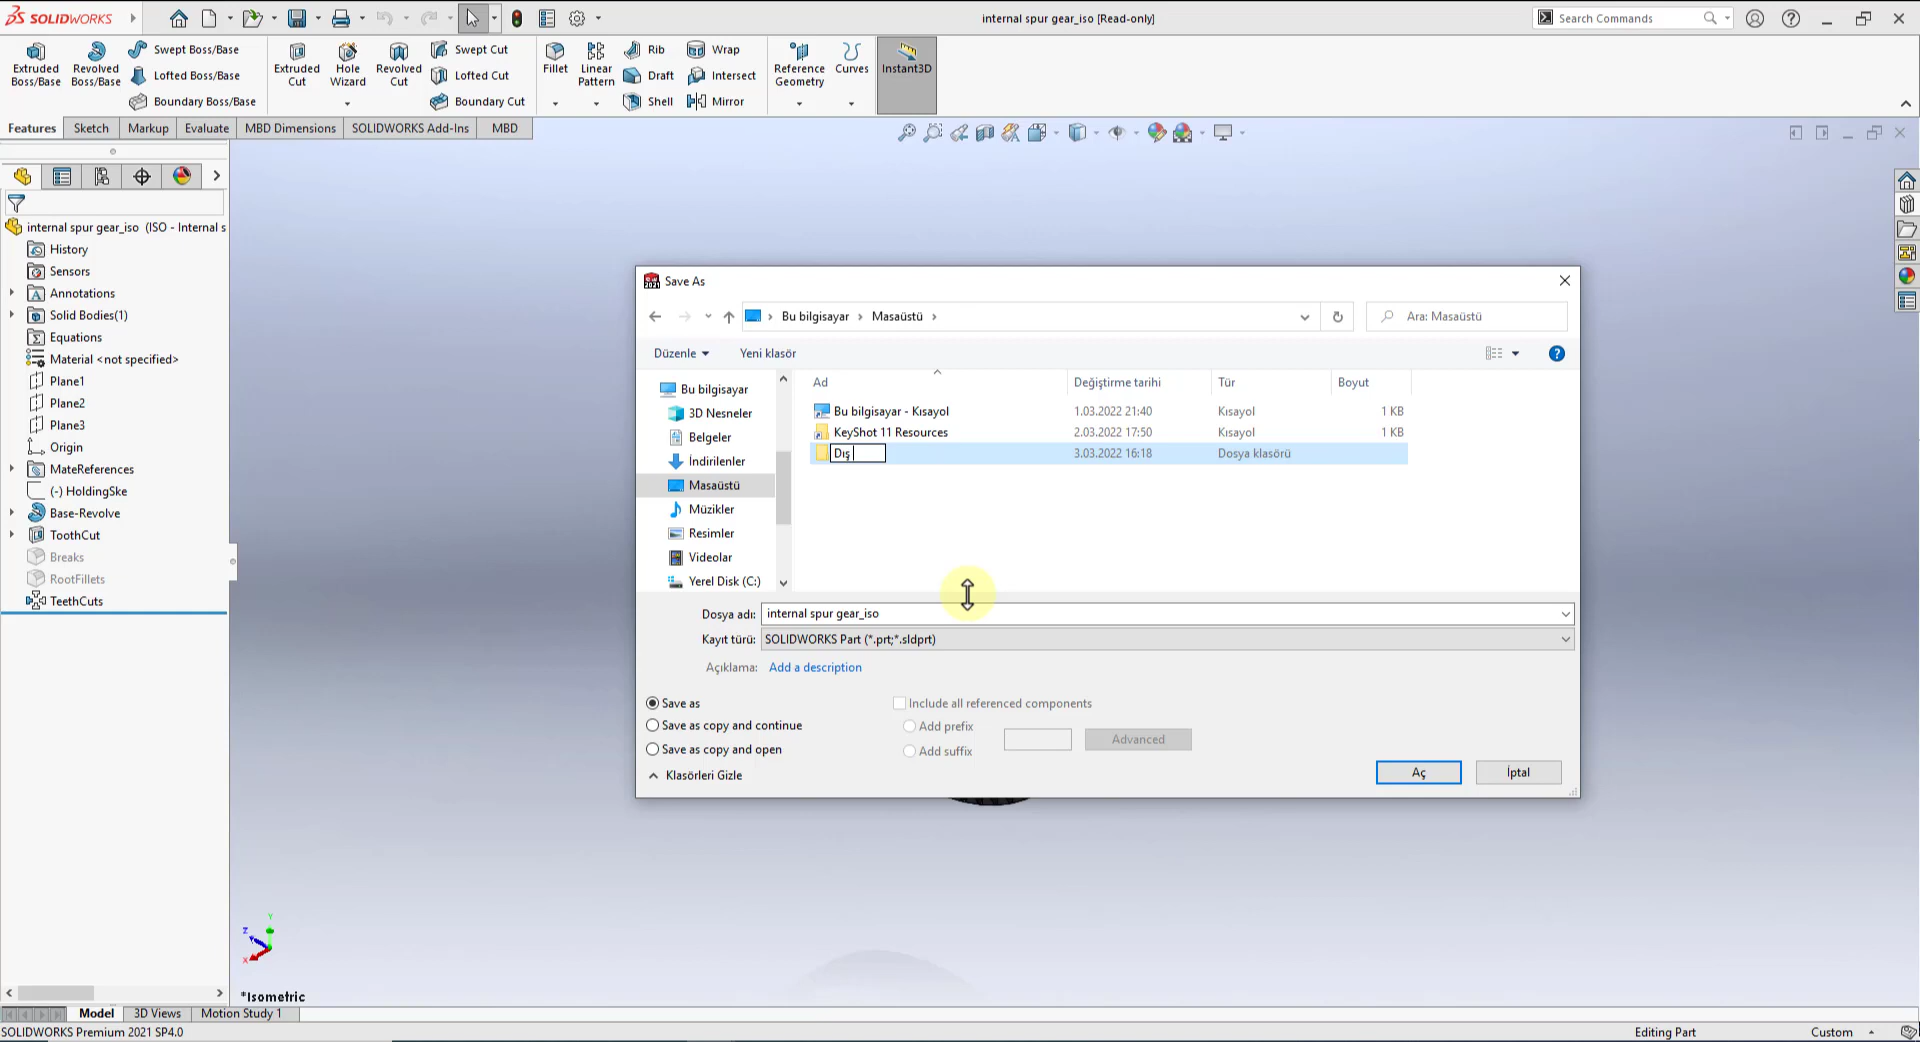 SOLIDWORKS
internal spur gear_iso [Read-only]
Search Commands
Extruded Boss/Base
Revolved Boss/Base
Swept Boss/Base
Lofted Boss/Base
Boundary Boss/Base
Extruded Cut
Hole Wizard
Revolved Cut
Swept Cut
Lofted Cut
Boundary Cut
Fillet
Linear Pattern
Rib
Draft
Shell
Wrap
Intersect
Mirror
Reference Geometry
Curves
Instant3D
Features
Sketch
Markup
Evaluate
MBD Dimensions
SOLIDWORKS Add-Ins
MBD
internal spur gear_iso (ISO - Internal s
History
Sensors
Annotations
Solid Bodies(1)
Equations
Material <not specified>
Plane1
Plane2
Plane3
Origin
MateReferences
(-) HoldingSke
Base-Revolve
ToothCut
Breaks
RootFillets
TeethCuts
Save As
Bu bilgisayar > Masaüstü >
Ara: Masaüstü
Düzenle
Yeni klasör
Bu bilgisayar
3D Nesneler
Belgeler
İndirilenler
Masaüstü
Müzikler
Resimler
Videolar
Yerel Disk (C:)
Ad Değiştirme tarihi Tür Boyut
Bu bilgisayar - Kısayol 1.03.2022 21:40 Kısayol 1 KB
KeyShot 11 Resources 2.03.2022 17:50 Kısayol 1 KB
Dış 3.03.2022 16:18 Dosya klasörü
Dosya adı: internal spur gear_iso
Kayıt türü: SOLIDWORKS Part (*.prt;*.sldprt)
Açıklama: Add a description
Save as
Save as copy and continue
Save as copy and open
Include all referenced components
Add prefix
Add suffix
Advanced
Klasörleri Gizle
Aç
İptal
Y
Z
X
*Isometric
Model
3D Views
Motion Study 1
SOLIDWORKS Premium 2021 SP4.0
Editing Part
Custom